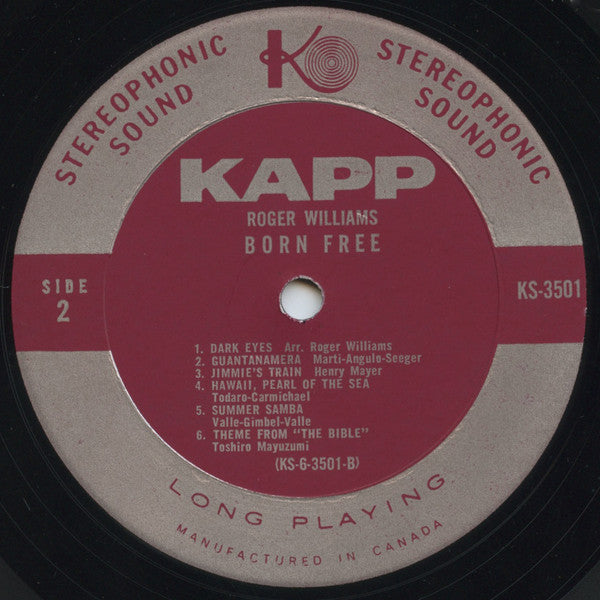 STEREOPHONIC SOUND
K
STEREOPHONIC SOUND
KAPP
ROGER WILLIAMS
BORN FREE
SIDE
2
KS-3501
1. DARK EYES Arr. Roger Williams
2. GUANTANAMERA Marti-Angulo-Seeger
3. JIMMIE'S TRAIN Henry Mayer
4. HAWAII, PEARL OF THE SEA
Todaro-Carmichael
5. SUMMER SAMBA
Valle-Gimbel-Valle
6. THEME FROM "THE BIBLE"
Toshiro Mayuzumi
(KS-6-3501-B)
LONG PLAYING
MANUFACTURED IN CANADA